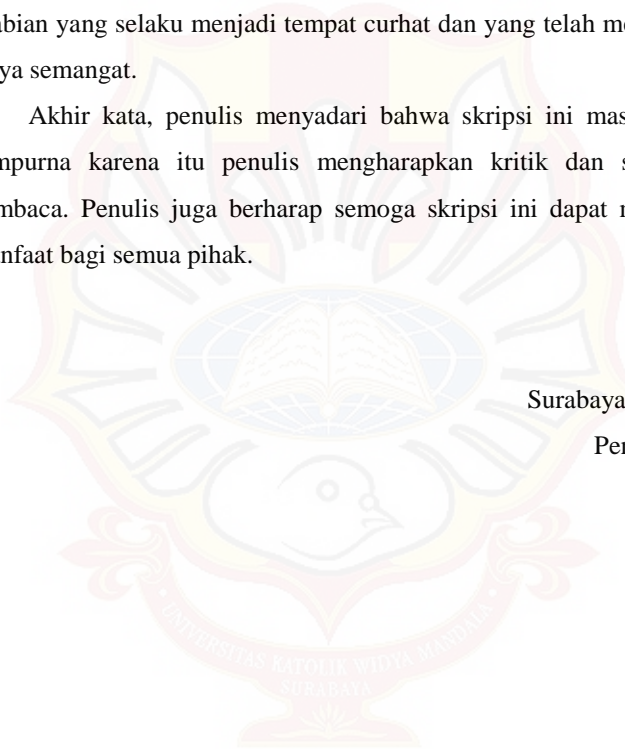 abian yang selaku menjadi tempat curhat dan yang telah me
ya semangat.
Akhir kata, penulis menyadari bahwa skripsi ini mas
mpurna karena itu penulis mengharapkan kritik dan s
mbaca. Penulis juga berharap semoga skripsi ini dapat
nfaat bagi semua pihak.
Surabaya
Per
UNIVERSITAS KATOLIK WIDYA MANDALA
SURABAYA